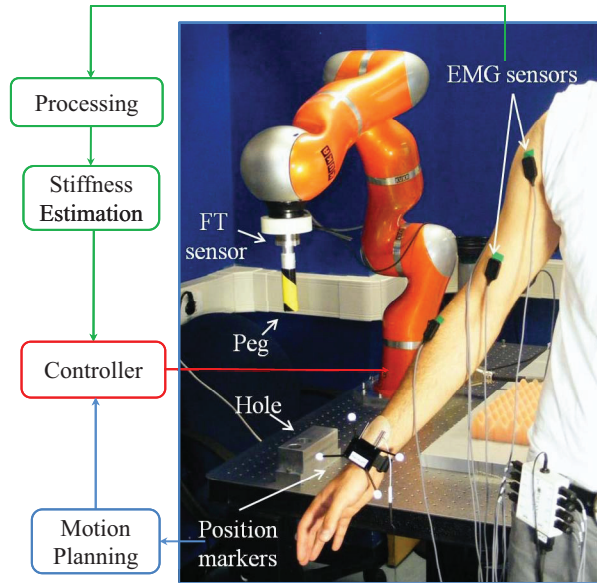 Processing
Stiffness
Estimation
Controller
Motion
Planning
EMG sensors
FT
sensor
Peg
Hole
Position
markers